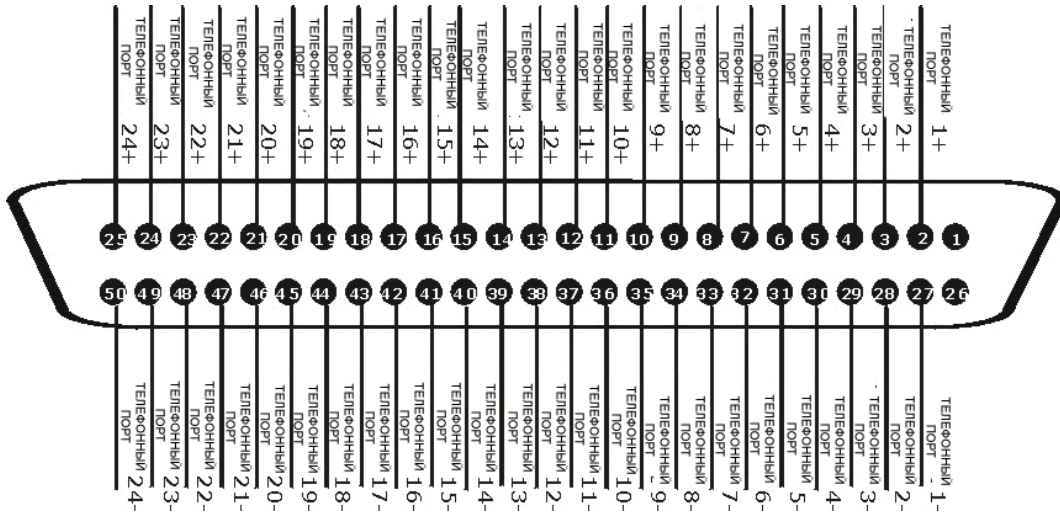 ТЕЛЕФОННЫЙ ПОРТ 24+
ТЕЛЕФОННЫЙ ПОРТ 23+
ТЕЛЕФОННЫЙ ПОРТ 22+
ТЕЛЕФОННЫЙ ПОРТ 21+
ТЕЛЕФОННЫЙ ПОРТ 20+
ТЕЛЕФОННЫЙ ПОРТ 19+
ТЕЛЕФОННЫЙ ПОРТ 18+
ТЕЛЕФОННЫЙ ПОРТ 17+
ТЕЛЕФОННЫЙ ПОРТ 16+
ТЕЛЕФОННЫЙ ПОРТ 15+
ТЕЛЕФОННЫЙ ПОРТ 14+
ТЕЛЕФОННЫЙ ПОРТ 13+
ТЕЛЕФОННЫЙ ПОРТ 12+
ТЕЛЕФОННЫЙ ПОРТ 11+
ТЕЛЕФОННЫЙ ПОРТ 10+
ТЕЛЕФОННЫЙ ПОРТ 9+
ТЕЛЕФОННЫЙ ПОРТ 8+
ТЕЛЕФОННЫЙ ПОРТ 7+
ТЕЛЕФОННЫЙ ПОРТ 6+
ТЕЛЕФОННЫЙ ПОРТ 5+
ТЕЛЕФОННЫЙ ПОРТ 4+
ТЕЛЕФОННЫЙ ПОРТ 3+
ТЕЛЕФОННЫЙ ПОРТ 2+
ТЕЛЕФОННЫЙ ПОРТ 1+
25 24 23 22 21 20 19 18 17 16 15 14 13 12 11 10 9 8 7 6 5 4 3 2 1
50 49 48 47 46 45 44 43 42 41 40 39 38 37 36 35 34 33 32 31 30 29 28 27 26
ТЕЛЕФОННЫЙ ПОРТ 24-
ТЕЛЕФОННЫЙ ПОРТ 23-
ТЕЛЕФОННЫЙ ПОРТ 22-
ТЕЛЕФОННЫЙ ПОРТ 21-
ТЕЛЕФОННЫЙ ПОРТ 20-
ТЕЛЕФОННЫЙ ПОРТ 19-
ТЕЛЕФОННЫЙ ПОРТ 18-
ТЕЛЕФОННЫЙ ПОРТ 17-
ТЕЛЕФОННЫЙ ПОРТ 16-
ТЕЛЕФОННЫЙ ПОРТ 15-
ТЕЛЕФОННЫЙ ПОРТ 14-
ТЕЛЕФОННЫЙ ПОРТ 13-
ТЕЛЕФОННЫЙ ПОРТ 12-
ТЕЛЕФОННЫЙ ПОРТ 11-
ТЕЛЕФОННЫЙ ПОРТ 10-
ТЕЛЕФОННЫЙ ПОРТ 9-
ТЕЛЕФОННЫЙ ПОРТ 8-
ТЕЛЕФОННЫЙ ПОРТ 7-
ТЕЛЕФОННЫЙ ПОРТ 6-
ТЕЛЕФОННЫЙ ПОРТ 5-
ТЕЛЕФОННЫЙ ПОРТ 4-
ТЕЛЕФОННЫЙ ПОРТ 3-
ТЕЛЕФОННЫЙ ПОРТ 2-
ТЕЛЕФОННЫЙ ПОРТ 1-